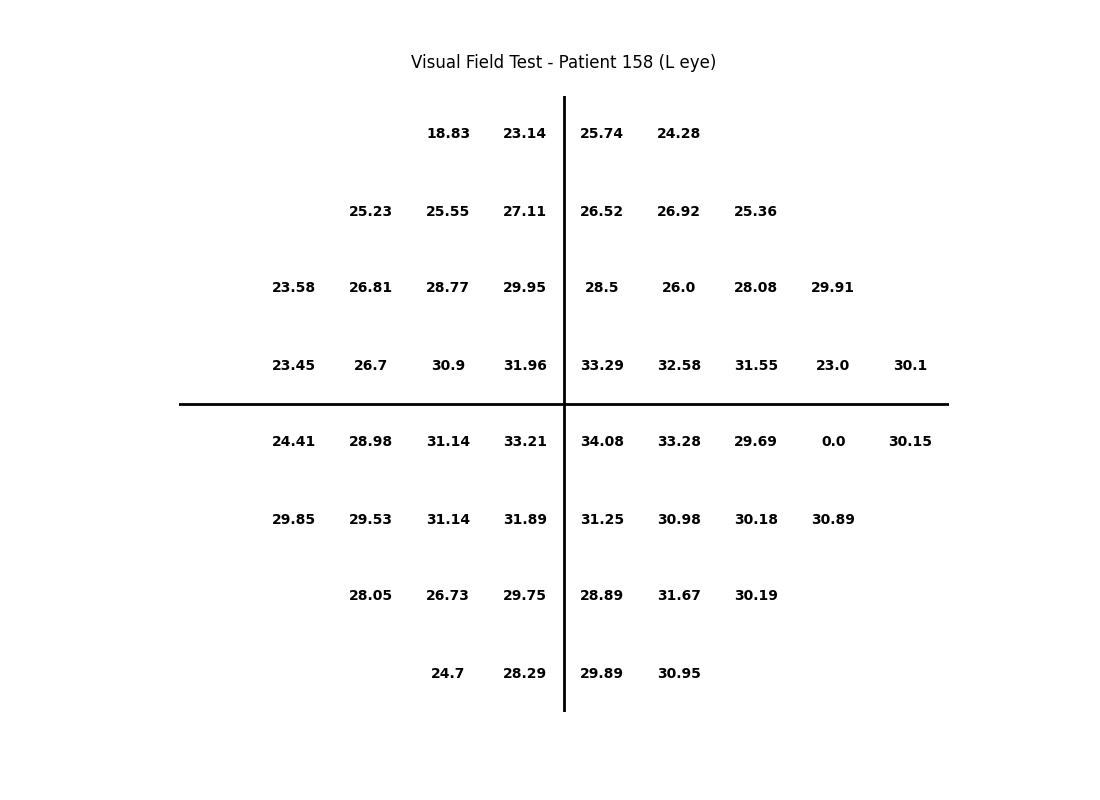 Visual Field Test - Patient 158 (L eye)
18.83 23.14 25.74 24.28
25.23 25.55 27.11 26.52 26.92 25.36
23.58 26.81 28.77 29.95 28.5 26.0 28.08 29.91
23.45 26.7 30.9 31.96 33.29 32.58 31.55 23.0 30.1
24.41 28.98 31.14 33.21 34.08 33.28 29.69 0.0 30.15
29.85 29.53 31.14 31.89 31.25 30.98 30.18 30.89
28.05 26.73 29.75 28.89 31.67 30.19
24.7 28.29 29.89 30.95